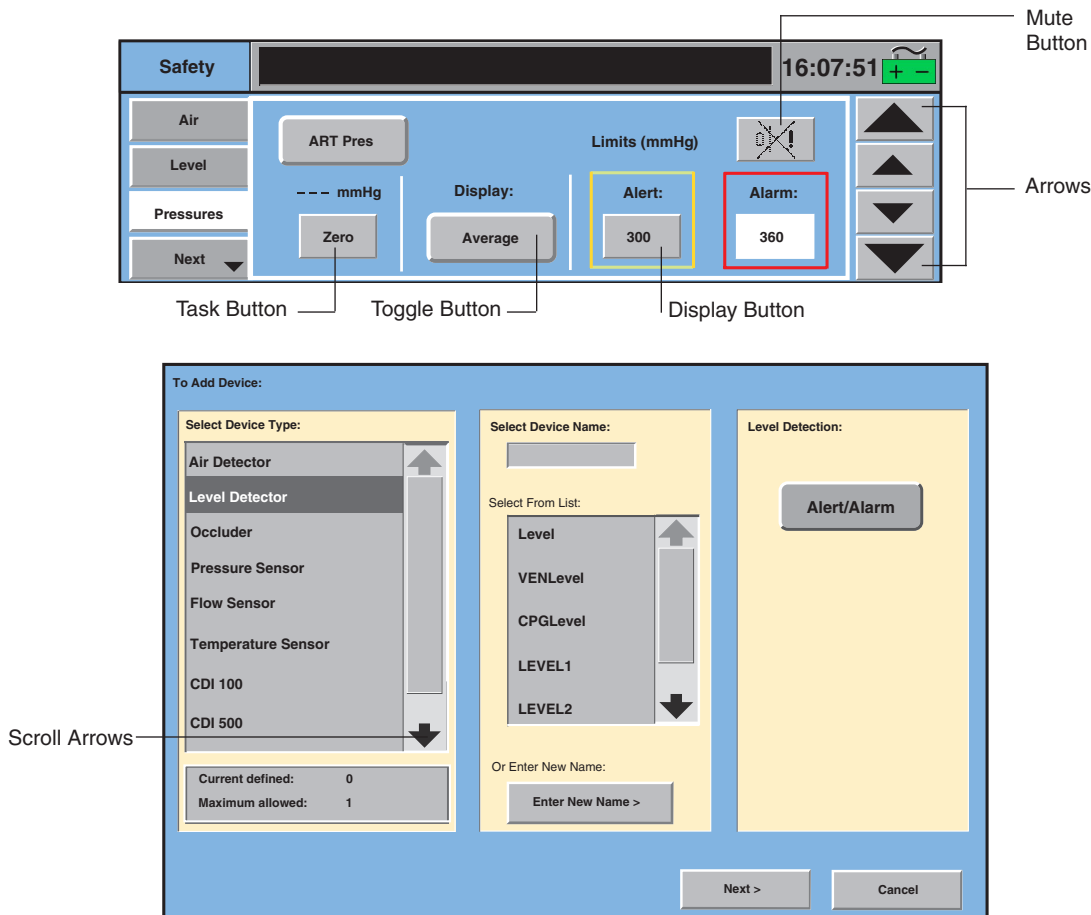 Mute
Button
Safety
16:07:51
+ −
Air
ART Pres
Limits (mmHg)
Level
Arrows
--- mmHg
Display:
Alert:
Alarm:
Pressures
Zero
Average
300
360
Next
Task Button
Toggle Button
Display Button
To Add Device:
Select Device Type:
Air Detector
Level Detector
Occluder
Pressure Sensor
Flow Sensor
Temperature Sensor
CDI 100
CDI 500
Scroll Arrows
Current defined: 0
Maximum allowed: 1
Select Device Name:
Select From List:
Level
VENLevel
CPGLevel
LEVEL1
LEVEL2
Or Enter New Name:
Enter New Name >
Level Detection:
Alert/Alarm
Next >
Cancel